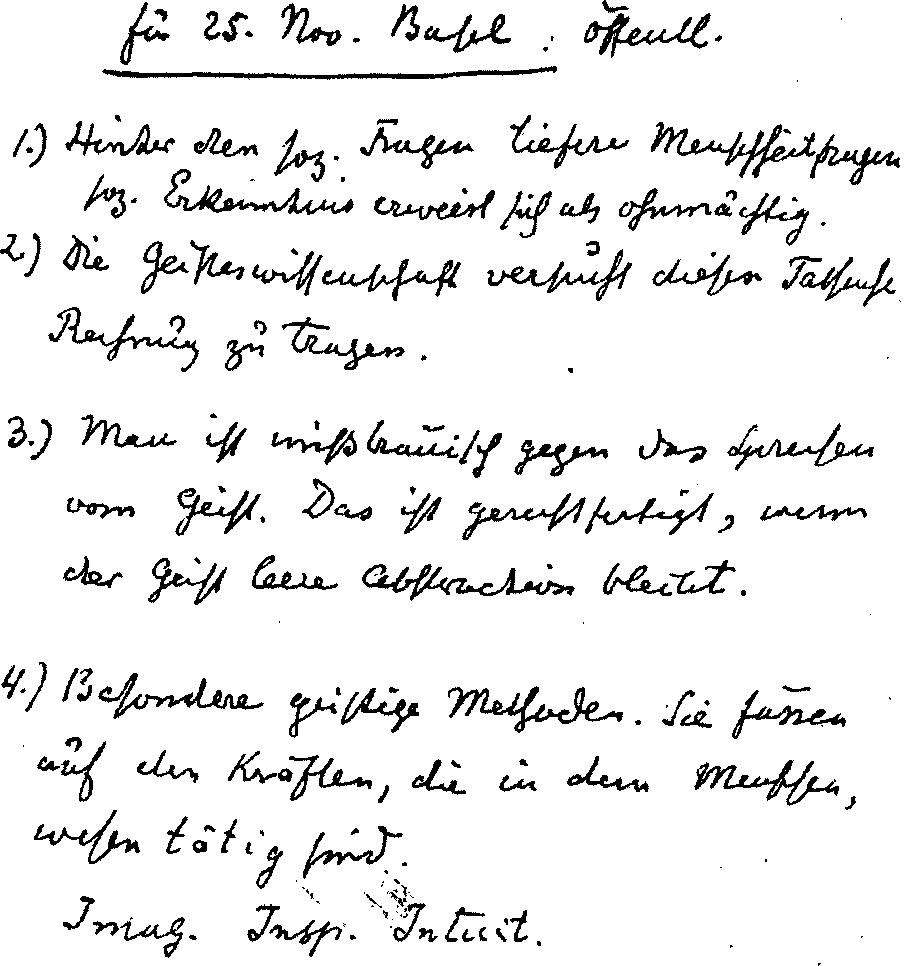 für 25. Nov. Basel : öffentl.
1.) Hinter den soz. Fragen tiefere Menschheitfragen
soz. Erkenntnis erweist sich als ohnmächtig.
2.) Die Geisteswissenschaft versucht dieser Tatsache
Rechnung zu tragen.
3.) Man ist mißtrauisch gegen das Sprechen
vom Geist. Das ist gerechtfertigt, wenn
der Geist leere Abstraction bleibt.
4.) Besondere geistige Methoden. Sie fussen
auf den Kräften, die in dem Menschen,
wesen tätig sind.
Imag. Insp. Intuit.